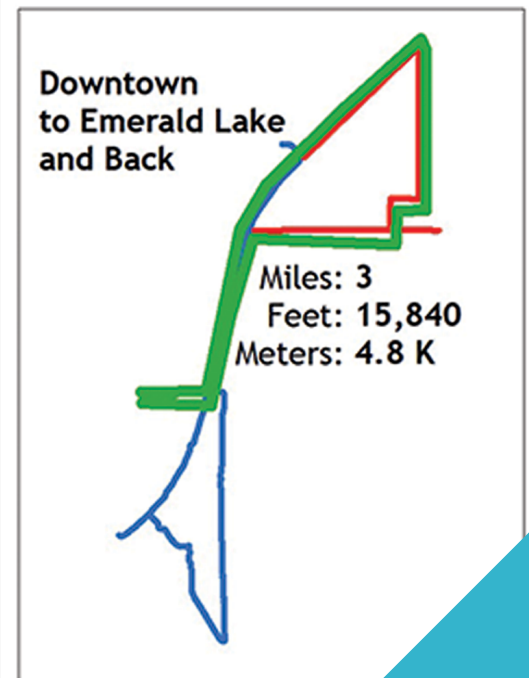 Downtown
to Emerald Lake
and Back
Miles: 3
Feet: 15,840
Meters: 4.8 K